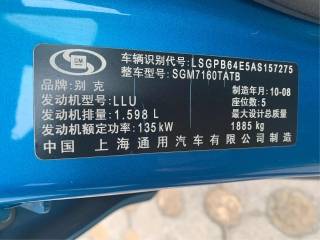 GM
车辆识别代号: LSGPB64E5AS157275
整车型号: SGM7160TATB
品牌: 别克 制造年月 10-08
发动机型号: LLU 座位数: 5
发动机排量: 1.598 L 最大设计总质量
发动机额定功率: 135 kW 1885 kg
中国 上海通用汽车有限公司制造